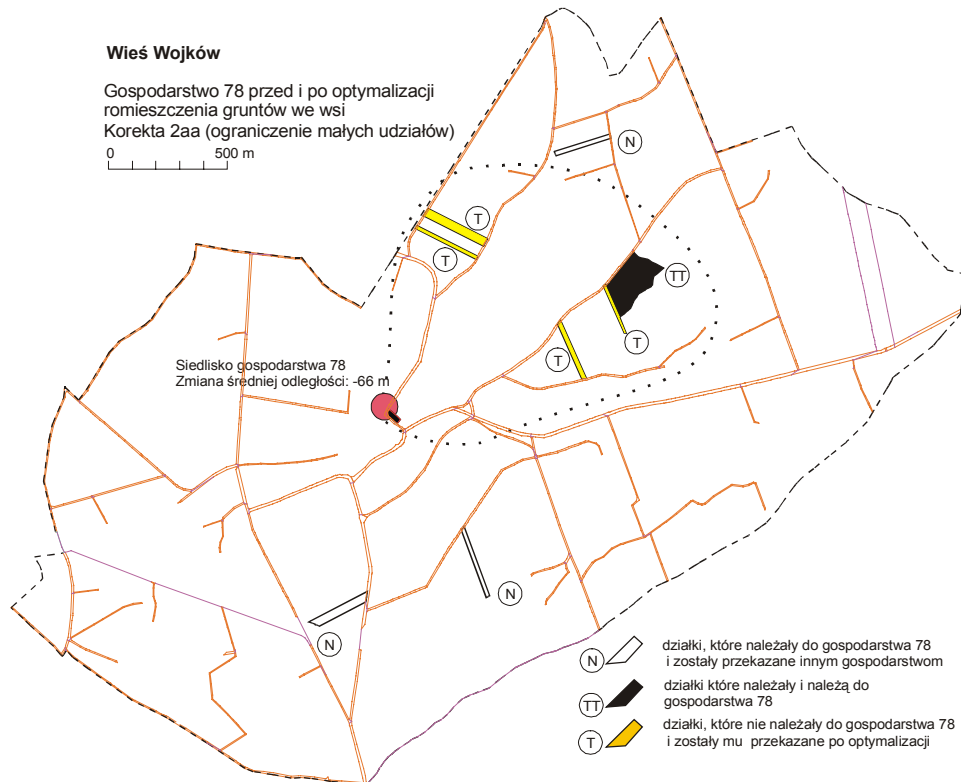 Wieś Wojków
Gospodarstwo 78 przed i po optymalizacji
romieszczenia gruntów we wsi
Korekta 2aa (ograniczenie małych udziałów)
0 500 m
N
T
T
TT
T
T
Siedlisko gospodarstwa 78
Zmiana średniej odległości: -66 m
N
N
N działki, które należały do gospodarstwa 78
i zostały przekazane innym gospodarstwom
TT działki które należały i należą do
gospodarstwa 78
T działki, które nie należały do gospodarstwa 78
i zostały mu przekazane po optymalizacji